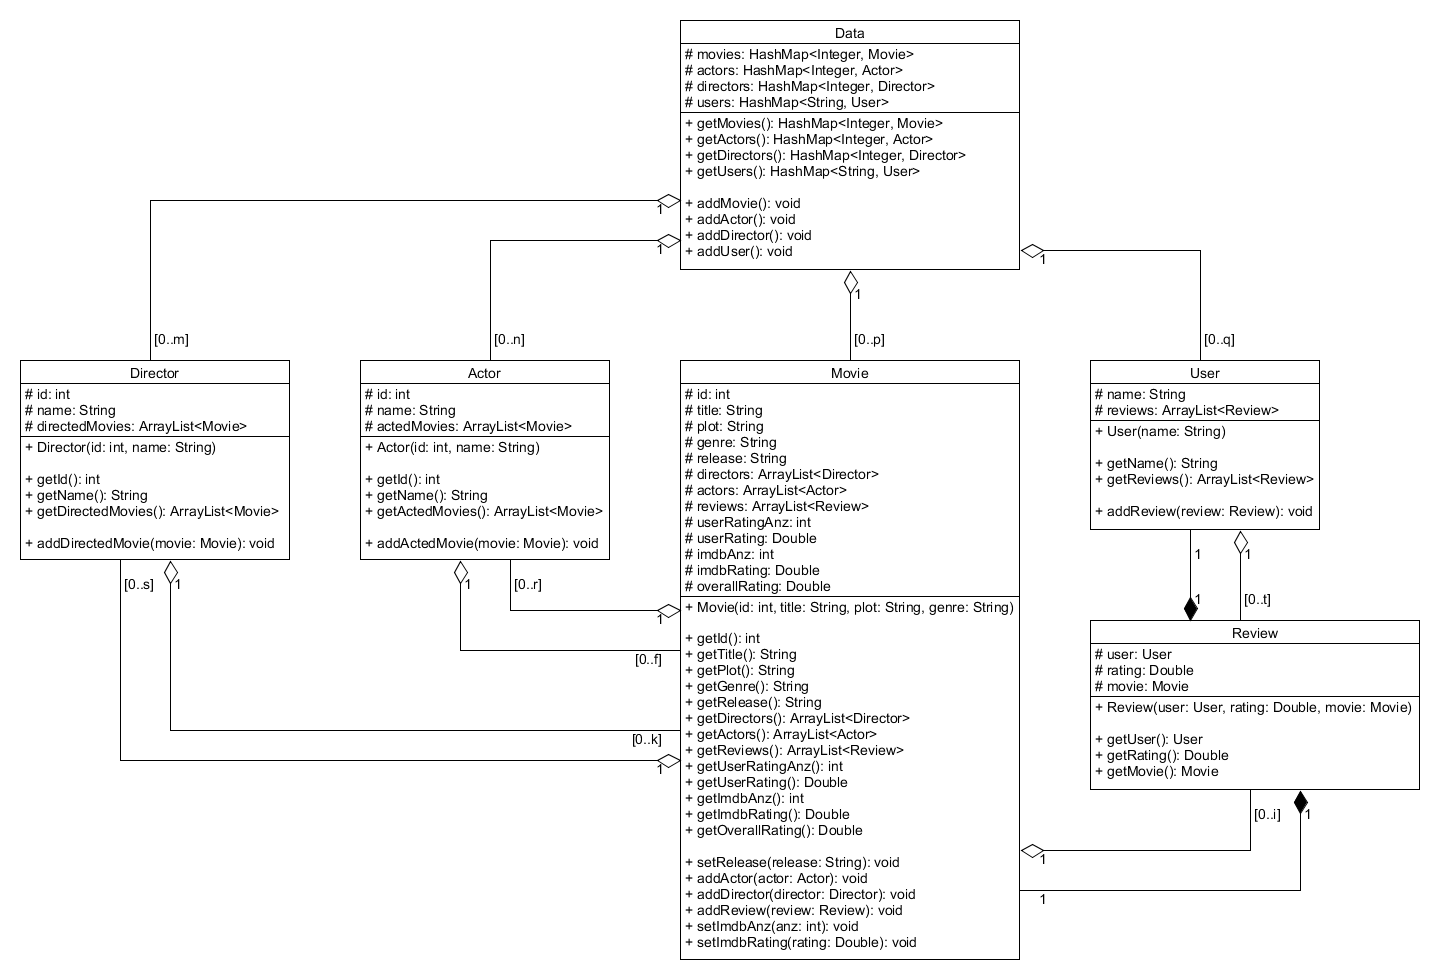 Data
# movies: HashMap<Integer, Movie>
# actors: HashMap<Integer, Actor>
# directors: HashMap<Integer, Director>
# users: HashMap<String, User>
+ getMovies(): HashMap<Integer, Movie>
+ getActors(): HashMap<Integer, Actor>
+ getDirectors(): HashMap<Integer, Director>
+ getUsers(): HashMap<String, User>
+ addMovie(): void
+ addActor(): void
+ addDirector(): void
+ addUser(): void
1
1
1
1
[0..m]
[0..n]
[0..p]
[0..q]
Director
# id: int
# name: String
# directedMovies: ArrayList<Movie>
+ Director(id: int, name: String)
+ getId(): int
+ getName(): String
+ getDirectedMovies(): ArrayList<Movie>
+ addDirectedMovie(movie: Movie): void
[0..s]
1
Actor
# id: int
# name: String
# actedMovies: ArrayList<Movie>
+ Actor(id: int, name: String)
+ getId(): int
+ getName(): String
+ getActedMovies(): ArrayList<Movie>
+ addActedMovie(movie: Movie): void
1
[0..r]
1
[0..f]
[0..k]
1
Movie
# id: int
# title: String
# plot: String
# genre: String
# release: String
# directors: ArrayList<Director>
# actors: ArrayList<Actor>
# reviews: ArrayList<Review>
# userRatingAnz: int
# userRating: Double
# imdbAnz: int
# imdbRating: Double
# overallRating: Double
+ Movie(id: int, title: String, plot: String, genre: String)
+ getId(): int
+ getTitle(): String
+ getPlot(): String
+ getGenre(): String
+ getRelease(): String
+ getDirectors(): ArrayList<Director>
+ getActors(): ArrayList<Actor>
+ getReviews(): ArrayList<Review>
+ getUserRatingAnz(): int
+ getUserRating(): Double
+ getImdbAnz(): int
+ getImdbRating(): Double
+ getOverallRating(): Double
+ setRelease(release: String): void
+ addActor(actor: Actor): void
+ addDirector(director: Director): void
+ addReview(review: Review): void
+ setImdbAnz(anz: int): void
+ setImdbRating(rating: Double): void
User
# name: String
# reviews: ArrayList<Review>
+ User(name: String)
+ getName(): String
+ getReviews(): ArrayList<Review>
+ addReview(review: Review): void
1
1
1
[0..t]
Review
# user: User
# rating: Double
# movie: Movie
+ Review(user: User, rating: Double, movie: Movie)
+ getUser(): User
+ getRating(): Double
+ getMovie(): Movie
[0..i]
1
1
1